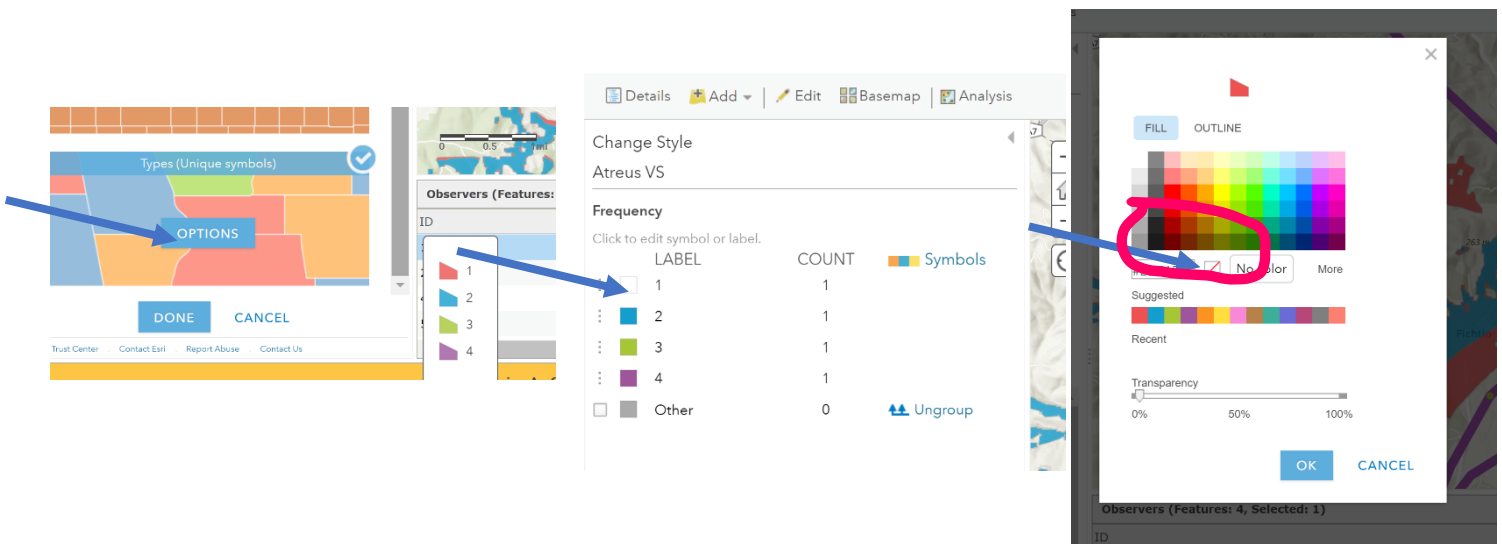 Types (Unique symbols)
OPTIONS
DONE CANCEL
Trust Center . Contact Esri . Report Abuse . Contact Us
0 0.5 1mi
Observers (Features:
ID
1
2
3
4
Details Add Edit Basemap Analysis
Change Style
Atreus VS
Frequency
Click to edit symbol or label.
LABEL COUNT Symbols
1 1
2 1
3 1
4 1
Other 0 Ungroup
FILL OUTLINE
No color More
Suggested
Recent
Transparency
0% 50% 100%
OK CANCEL
Observers (Features: 4, Selected: 1)
ID
263 m